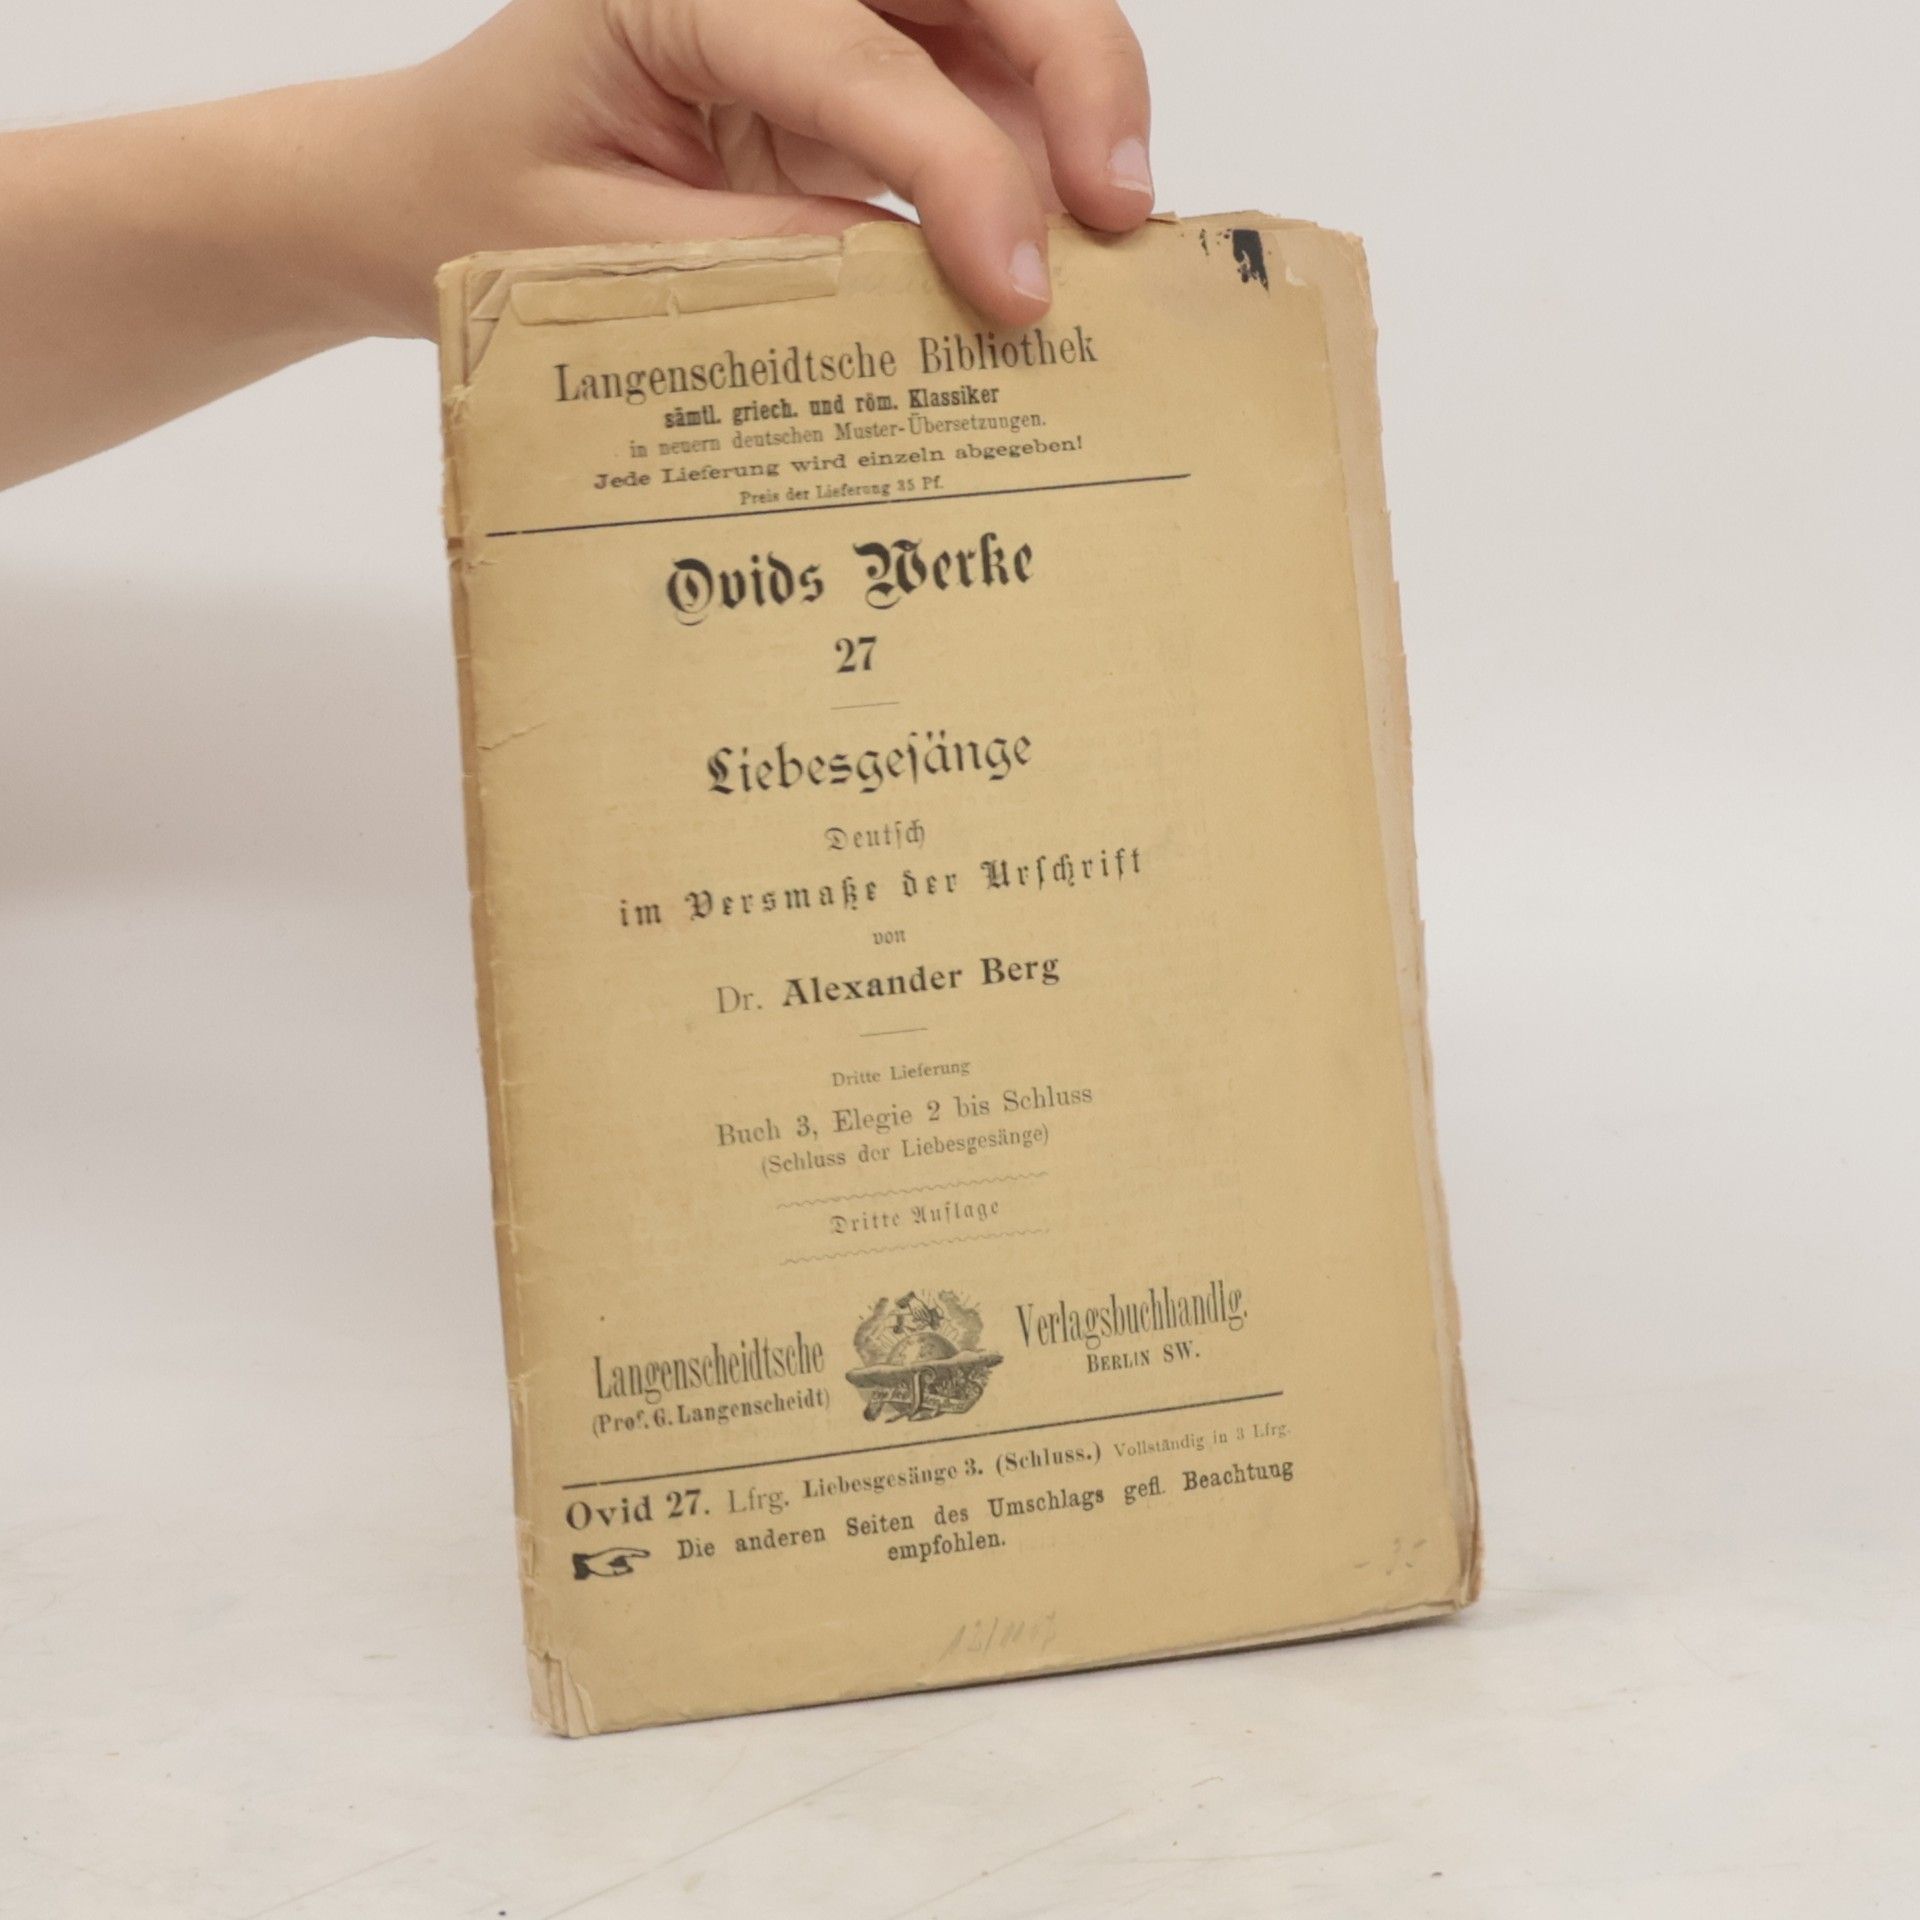 Langenscheidtsche Bibliothek
sämtl. griech. und röm. Klassiker
in neuern deutschen Muster-Übersetzungen.
Jede Lieferung wird einzeln abgegeben!
Preis der Lieferung 35 Pf.
Ovids Werke
27
Liebesgesänge
Deutsch
im Versmaße der Urschrift
von
Dr. Alexander Berg
Dritte Lieferung
Buch 3, Elegie 2 bis Schluss
(Schluss der Liebesgesänge)
Dritte Auflage
Langenscheidtsche Verlagsbuchhandlg.
(Prof. G. Langenscheidt) BERLIN SW.
Ovid 27. Lfrg. Liebesgesänge 3. (Schluss.) Vollständig in 3 Lfrg.
Die anderen Seiten des Umschlags gefl. Beachtung
empfohlen.